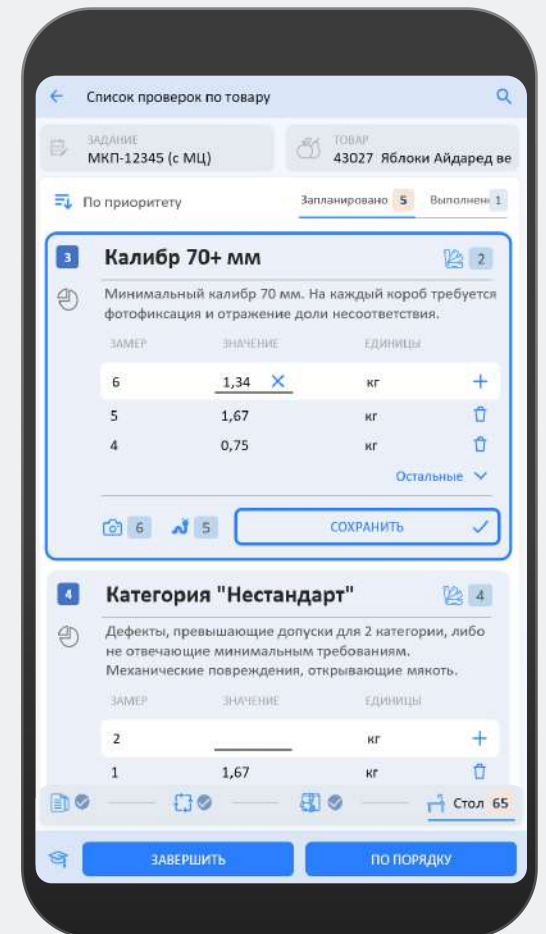 Список проверок по товару
ЗАДАНИЕ
МКП-12345 (с МЦ)
ТОВАР
43027 Яблоки Айдаред ве
По приоритету
Запланировано 5
Выполнен 1
3 Калибр 70+ мм 2
Минимальный калибр 70 мм. На каждый короб требуется
фотофиксация и отражение доли несоответствия.
ЗАМЕР ЗНАЧЕНИЕ ЕДИНИЦЫ
6 1,34 кг
5 1,67 кг
4 0,75 кг
Остальные
6 5 СОХРАНИТЬ
4 Категория "Нестандарт" 4
Дефекты, превышающие допуски для 2 категории, либо
не отвечающие минимальным требованиям.
Механические повреждения, открывающие мякоть.
ЗАМЕР ЗНАЧЕНИЕ ЕДИНИЦЫ
2 кг
1 1,67 кг
Стол 65
ЗАВЕРШИТЬ ПО ПОРЯДКУ